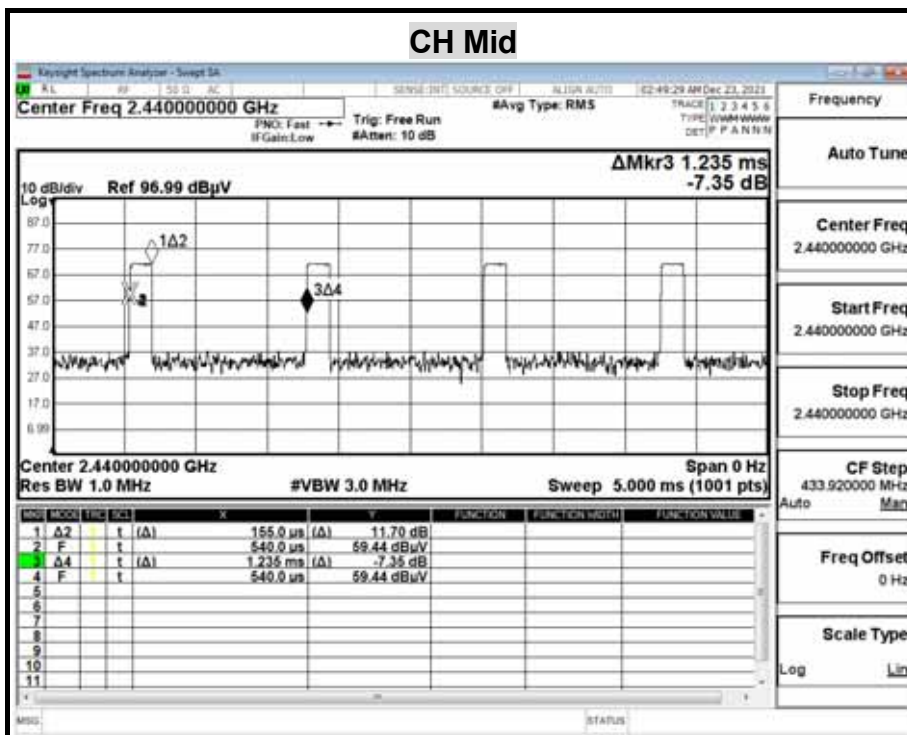 CH Mid
Keysight Spectrum Analyzer - Swept SA
RL RF 50 Ω AC SENSE:INT SOURCE OFF ALIGN AUTO 02:49:29 AM Dec 23, 2021
Center Freq 2.440000000 GHz
PNO: Fast
IFGain:Low
Trig: Free Run
#Atten: 10 dB
#Avg Type: RMS
TRACE 1 2 3 4 5 6
TYPE
DET P P A N N N
ΔMkr3 1.235 ms
-7.35 dB
10 dB/div Ref 96.99 dBµV
Log
87.0
77.0
67.0
57.0
47.0
37.0
27.0
17.0
6.99
1Δ2
3Δ4
Center 2.440000000 GHz Span 0 Hz
Res BW 1.0 MHz #VBW 3.0 MHz Sweep 5.000 ms (1001 pts)
MKR MODE TRC SCL X Y FUNCTION FUNCTION WIDTH FUNCTION VALUE
1 Δ2 1 t (Δ) 155.0 µs (Δ) 11.70 dB
2 F 1 t 540.0 µs 59.44 dBµV
3 Δ4 1 t (Δ) 1.235 ms (Δ) -7.35 dB
4 F 1 t 540.0 µs 59.44 dBµV
5
6
7
8
9
10
11
MSG STATUS
Frequency
Auto Tune
Center Freq
2.440000000 GHz
Start Freq
2.440000000 GHz
Stop Freq
2.440000000 GHz
CF Step
433.920000 MHz
Auto Man
Freq Offset
0 Hz
Scale Type
Log Lin